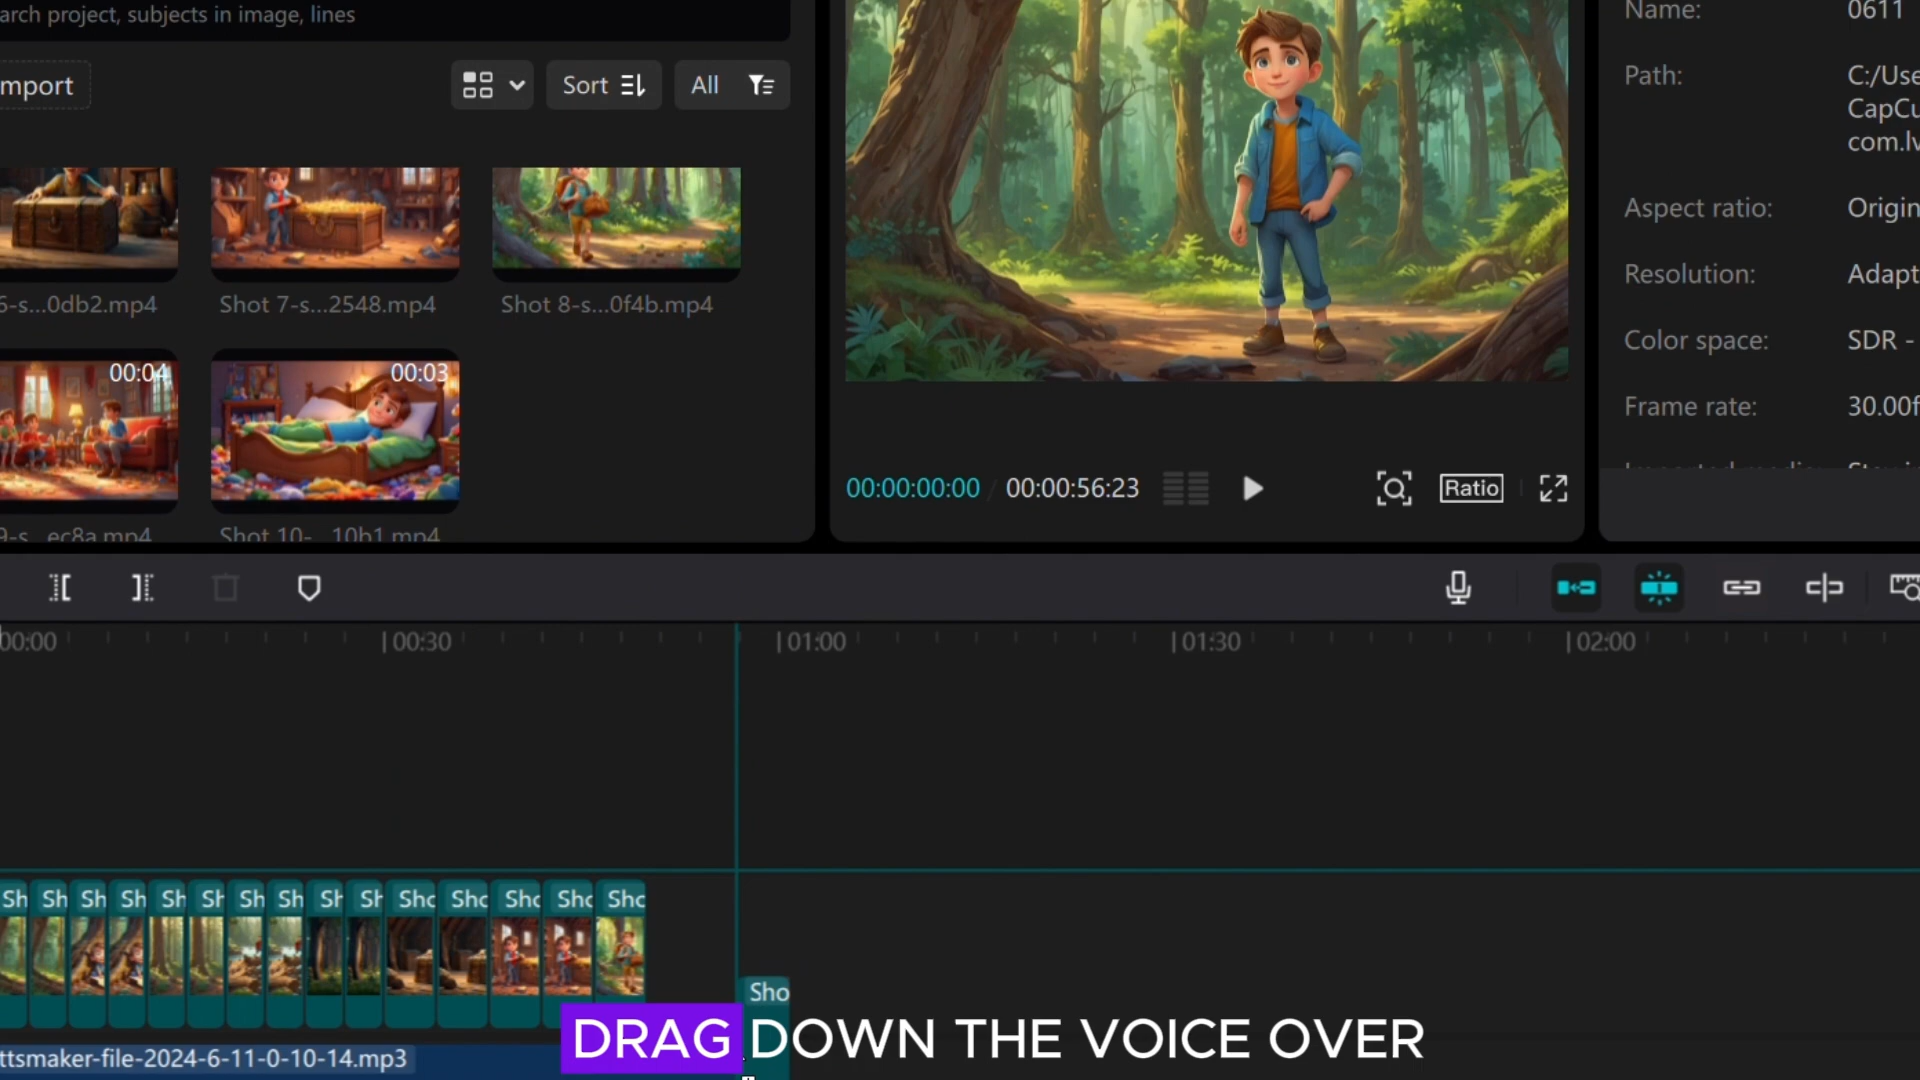 arch project, subjects in image, lines
mport
Sort
All
6-s...0db2.mp4
Shot 7-s...2548.mp4
Shot 8-s...0f4b.mp4
00:04
00:03
9-s...ec8a.mp4
Shot 10-...10b1.mp4
00:00:00:00 / 00:00:56:23
Ratio
Name: 0611
Path: C:/Use
CapCu
com.lv
Aspect ratio: Origin
Resolution: Adapt
Color space: SDR -
Frame rate: 30.00f
00:00 00:30 01:00 01:30 02:00
Sh Sh Sh Sh Sh Sh Sh Sh Sh Sh Sho Sho Sho Sho Sho
Sho
DRAG DOWN THE VOICE OVER
ttsmaker-file-2024-6-11-0-10-14.mp3